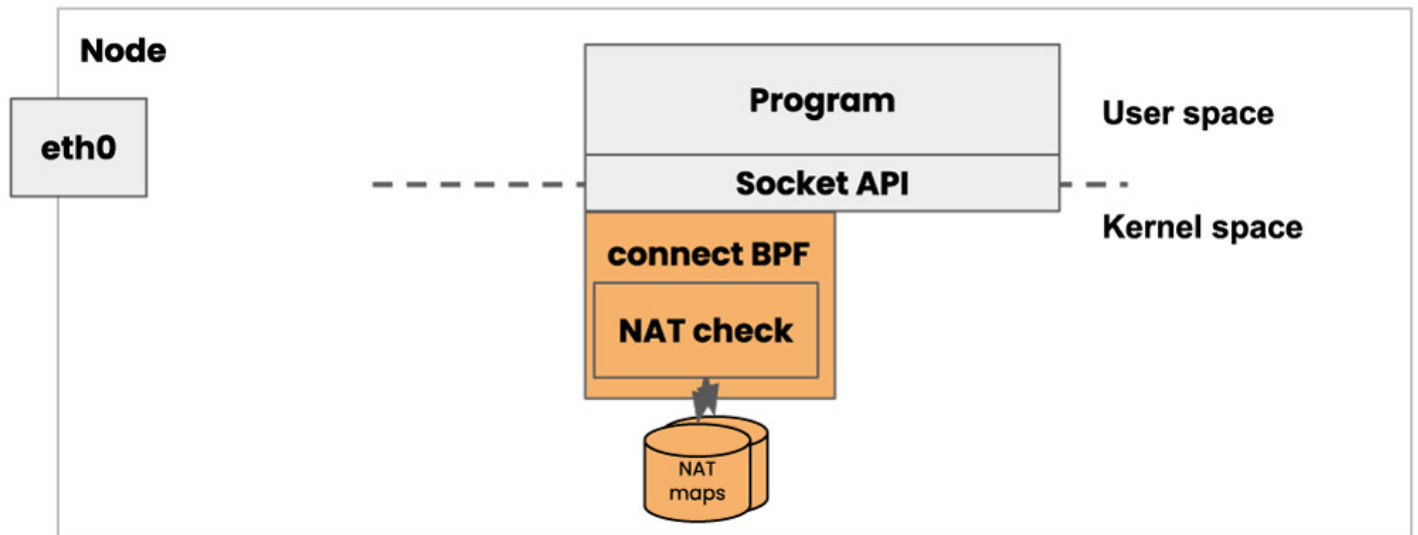 Node
eth0
Program
User space
Socket API
Kernel space
connect BPF
NAT check
NAT
maps